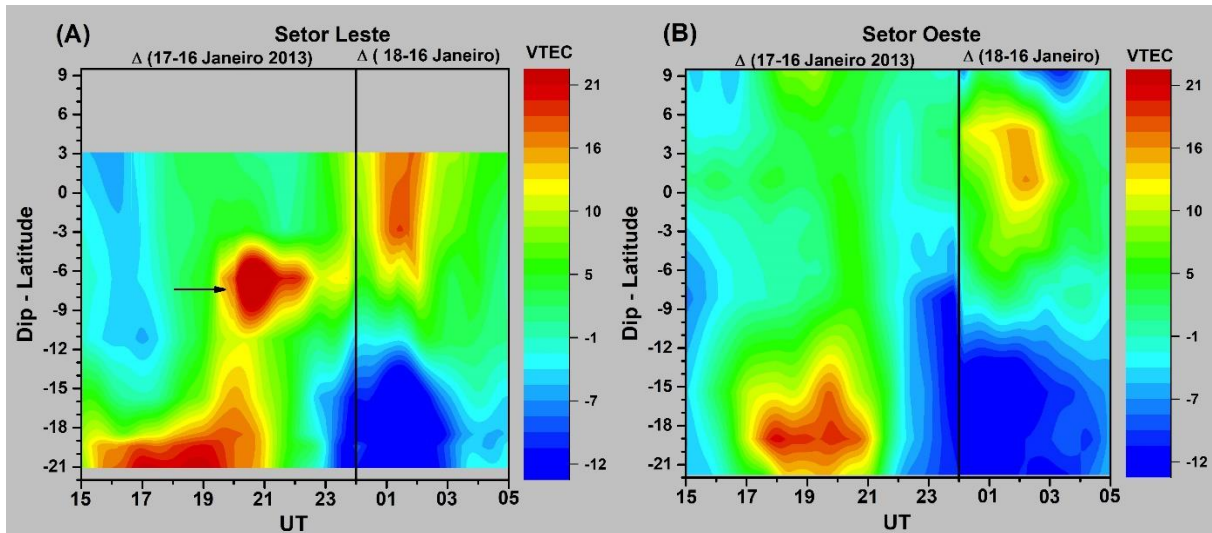 (A)
Setor Leste
Δ (17-16 Janeiro 2013)
Δ ( 18-16 Janeiro)
VTEC
9
6
3
0
-3
-6
-9
-12
-15
-18
-21
Dip - Latitude
15 17 19 21 23 01 03 05
UT
21
16
10
5
-1
-7
-12
(B)
Setor Oeste
Δ (17-16 Janeiro 2013)
Δ (18-16 Janeiro)
VTEC
9
6
3
0
-3
-6
-9
-12
-15
-18
-21
Dip - Latitude
15 17 19 21 23 01 03 05
UT
21
16
10
5
-1
-7
-12